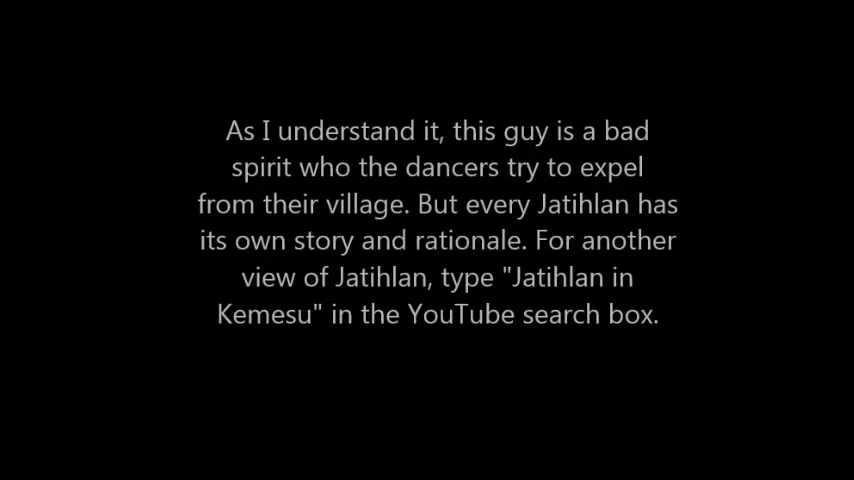 As I understand it, this guy is a bad
spirit who the dancers try to expel
from their village. But every Jatihlan has
its own story and rationale. For another
view of Jatihlan, type "Jatihlan in
Kemesu" in the YouTube search box.